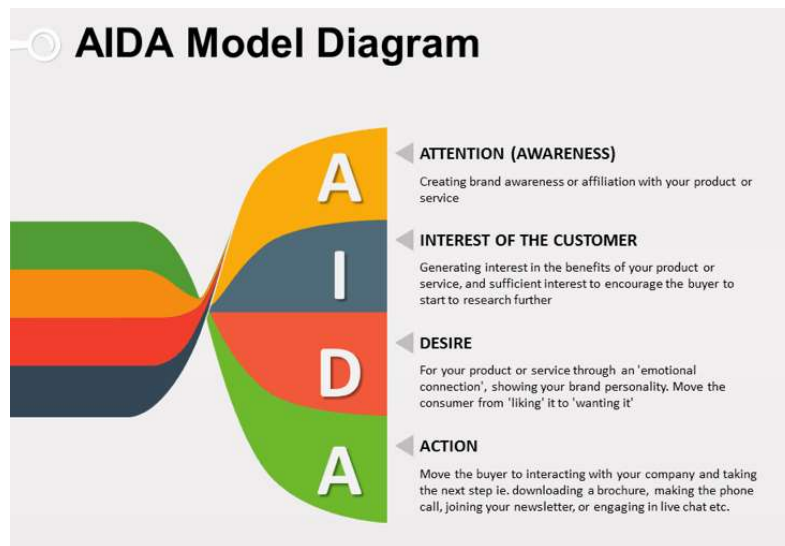 AIDA Model Diagram
A
ATTENTION (AWARENESS)
Creating brand awareness or affiliation with your product or
service
I
INTEREST OF THE CUSTOMER
Generating interest in the benefits of your product or
service, and sufficient interest to encourage the buyer to
start to research further
D
DESIRE
For your product or service through an 'emotional
connection', showing your brand personality. Move the
consumer from 'liking' it to 'wanting it'
A
ACTION
Move the buyer to interacting with your company and taking
the next step ie. downloading a brochure, making the phone
call, joining your newsletter, or engaging in live chat etc.